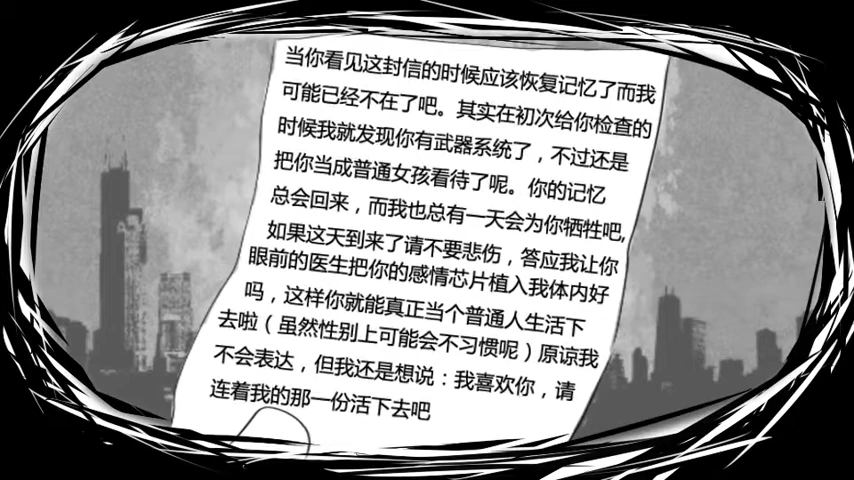 当你看见这封信的时候应该恢复记忆了而我
可能已经不在了吧。其实在初次给你检查的
时候我就发现你有武器系统了，不过还是
把你当成普通女孩看待了呢。你的记忆
总会回来，而我也总有一天会为你牺牲吧,
如果这天到来了请不要悲伤，答应我让你
眼前的医生把你的感情芯片植入我体内好
吗，这样你就能真正当个普通人生活下
去啦（虽然性别上可能会不习惯呢）原谅我
不会表达，但我还是想说：我喜欢你，请
连着我的那一份活下去吧